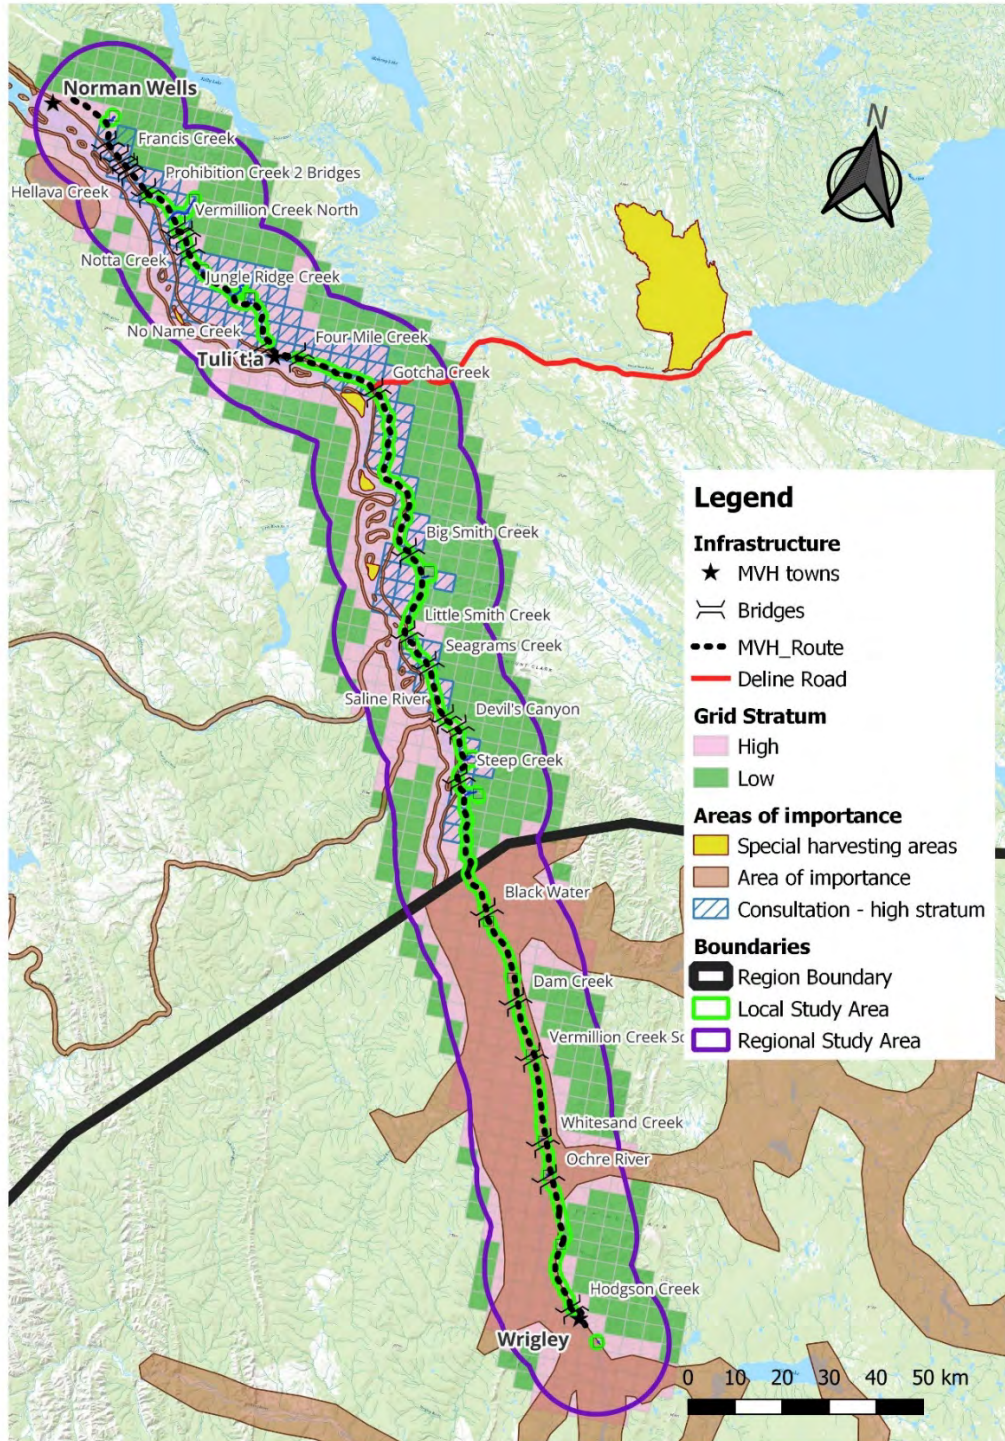 Norman Wells
N
Francis Creek
Prohibition Creek 2 Bridges
Hellava Creek
Vermillion Creek North
Notta Creek
Jungle Ridge Creek
No Name Creek
Four Mile Creek
Tulı́t'a
Gotcha Creek
Big Smith Creek
Little Smith Creek
Seagrams Creek
Saline River
Devil's Canyon
Steep Creek
Black Water
Dam Creek
Vermillion Creek So
Whitesand Creek
Ochre River
Hodgson Creek
Wrigley
Legend
Infrastructure
MVH towns
Bridges
MVH_Route
Deline Road
Grid Stratum
High
Low
Areas of importance
Special harvesting areas
Area of importance
Consultation - high stratum
Boundaries
Region Boundary
Local Study Area
Regional Study Area
0 10 20 30 40 50 km